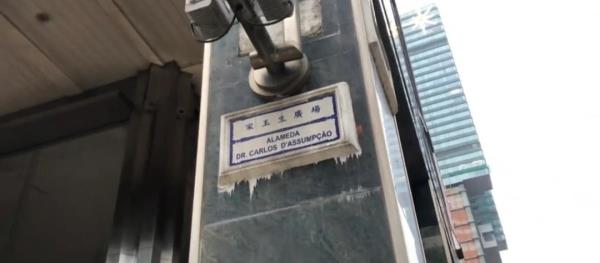 宋玉生廣場
ALAMEDA
DR. CARLOS D'ASSUMPÇÃO